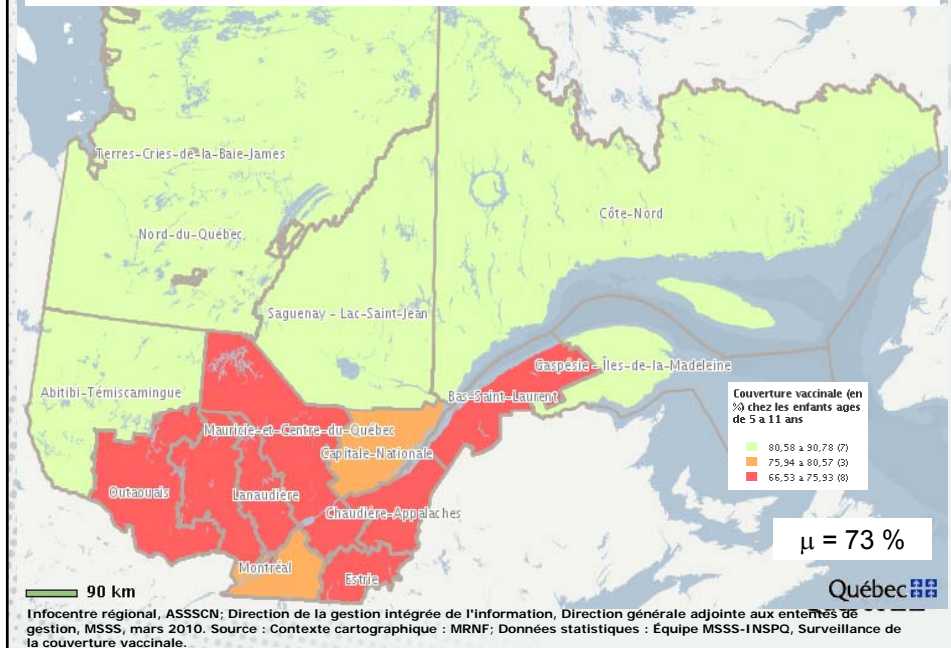 Terres-Cries-de-la-Baie-James
Nord-du-Québec
Côte-Nord
Saguenay - Lac-Saint-Jean
Abitibi-Témiscamingue
Gaspésie - Îles-de-la-Madeleine
Bas-Saint-Laurent
Mauricie-et-Centre-du-Québec
Capitale-Nationale
Outaouais
Lanaudière
Chaudière-Appalaches
Montréal
Estrie
Couverture vaccinale (en
%) chez les enfants ages
de 5 a 11 ans
80,58 a 90,78 (7)
75,94 a 80,57 (3)
66,53 a 75,93 (8)
μ = 73 %
90 km
Québec
Infocentre régional, ASSSCN; Direction de la gestion intégrée de l'information, Direction générale adjointe aux ententes de
gestion, MSSS, mars 2010. Source : Contexte cartographique : MRNF; Données statistiques : Équipe MSSS-INSPQ, Surveillance de
la couverture vaccinale.